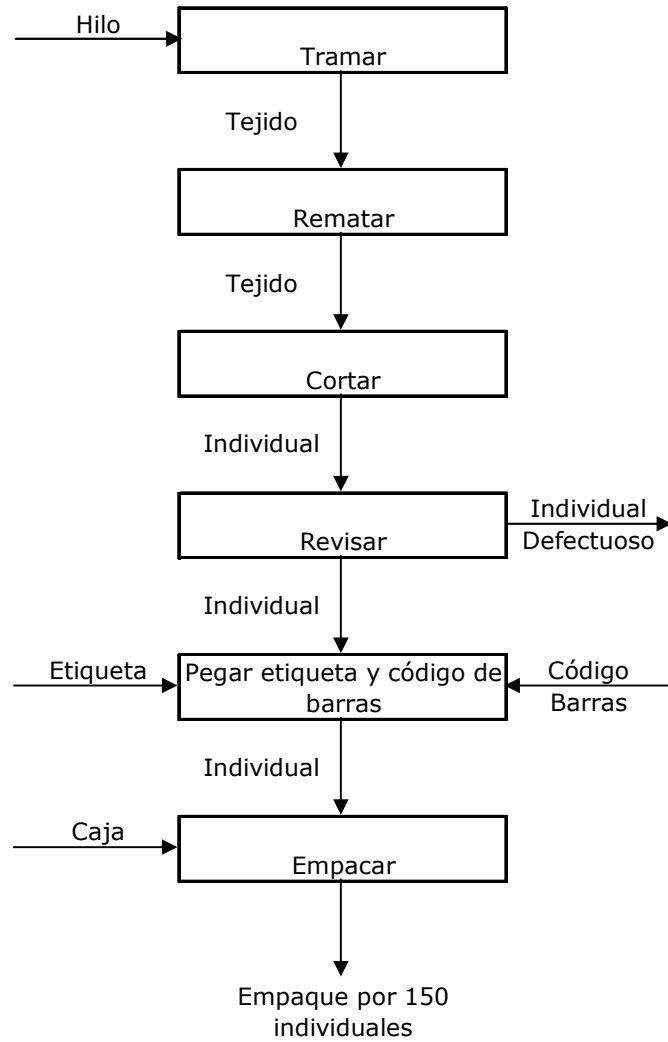 Hilo
Tramar
Tejido
Rematar
Tejido
Cortar
Individual
Revisar
Individual
Defectuoso
Individual
Etiqueta
Pegar etiqueta y código de
barras
Código
Barras
Individual
Caja
Empacar
Empaque por 150
individuales